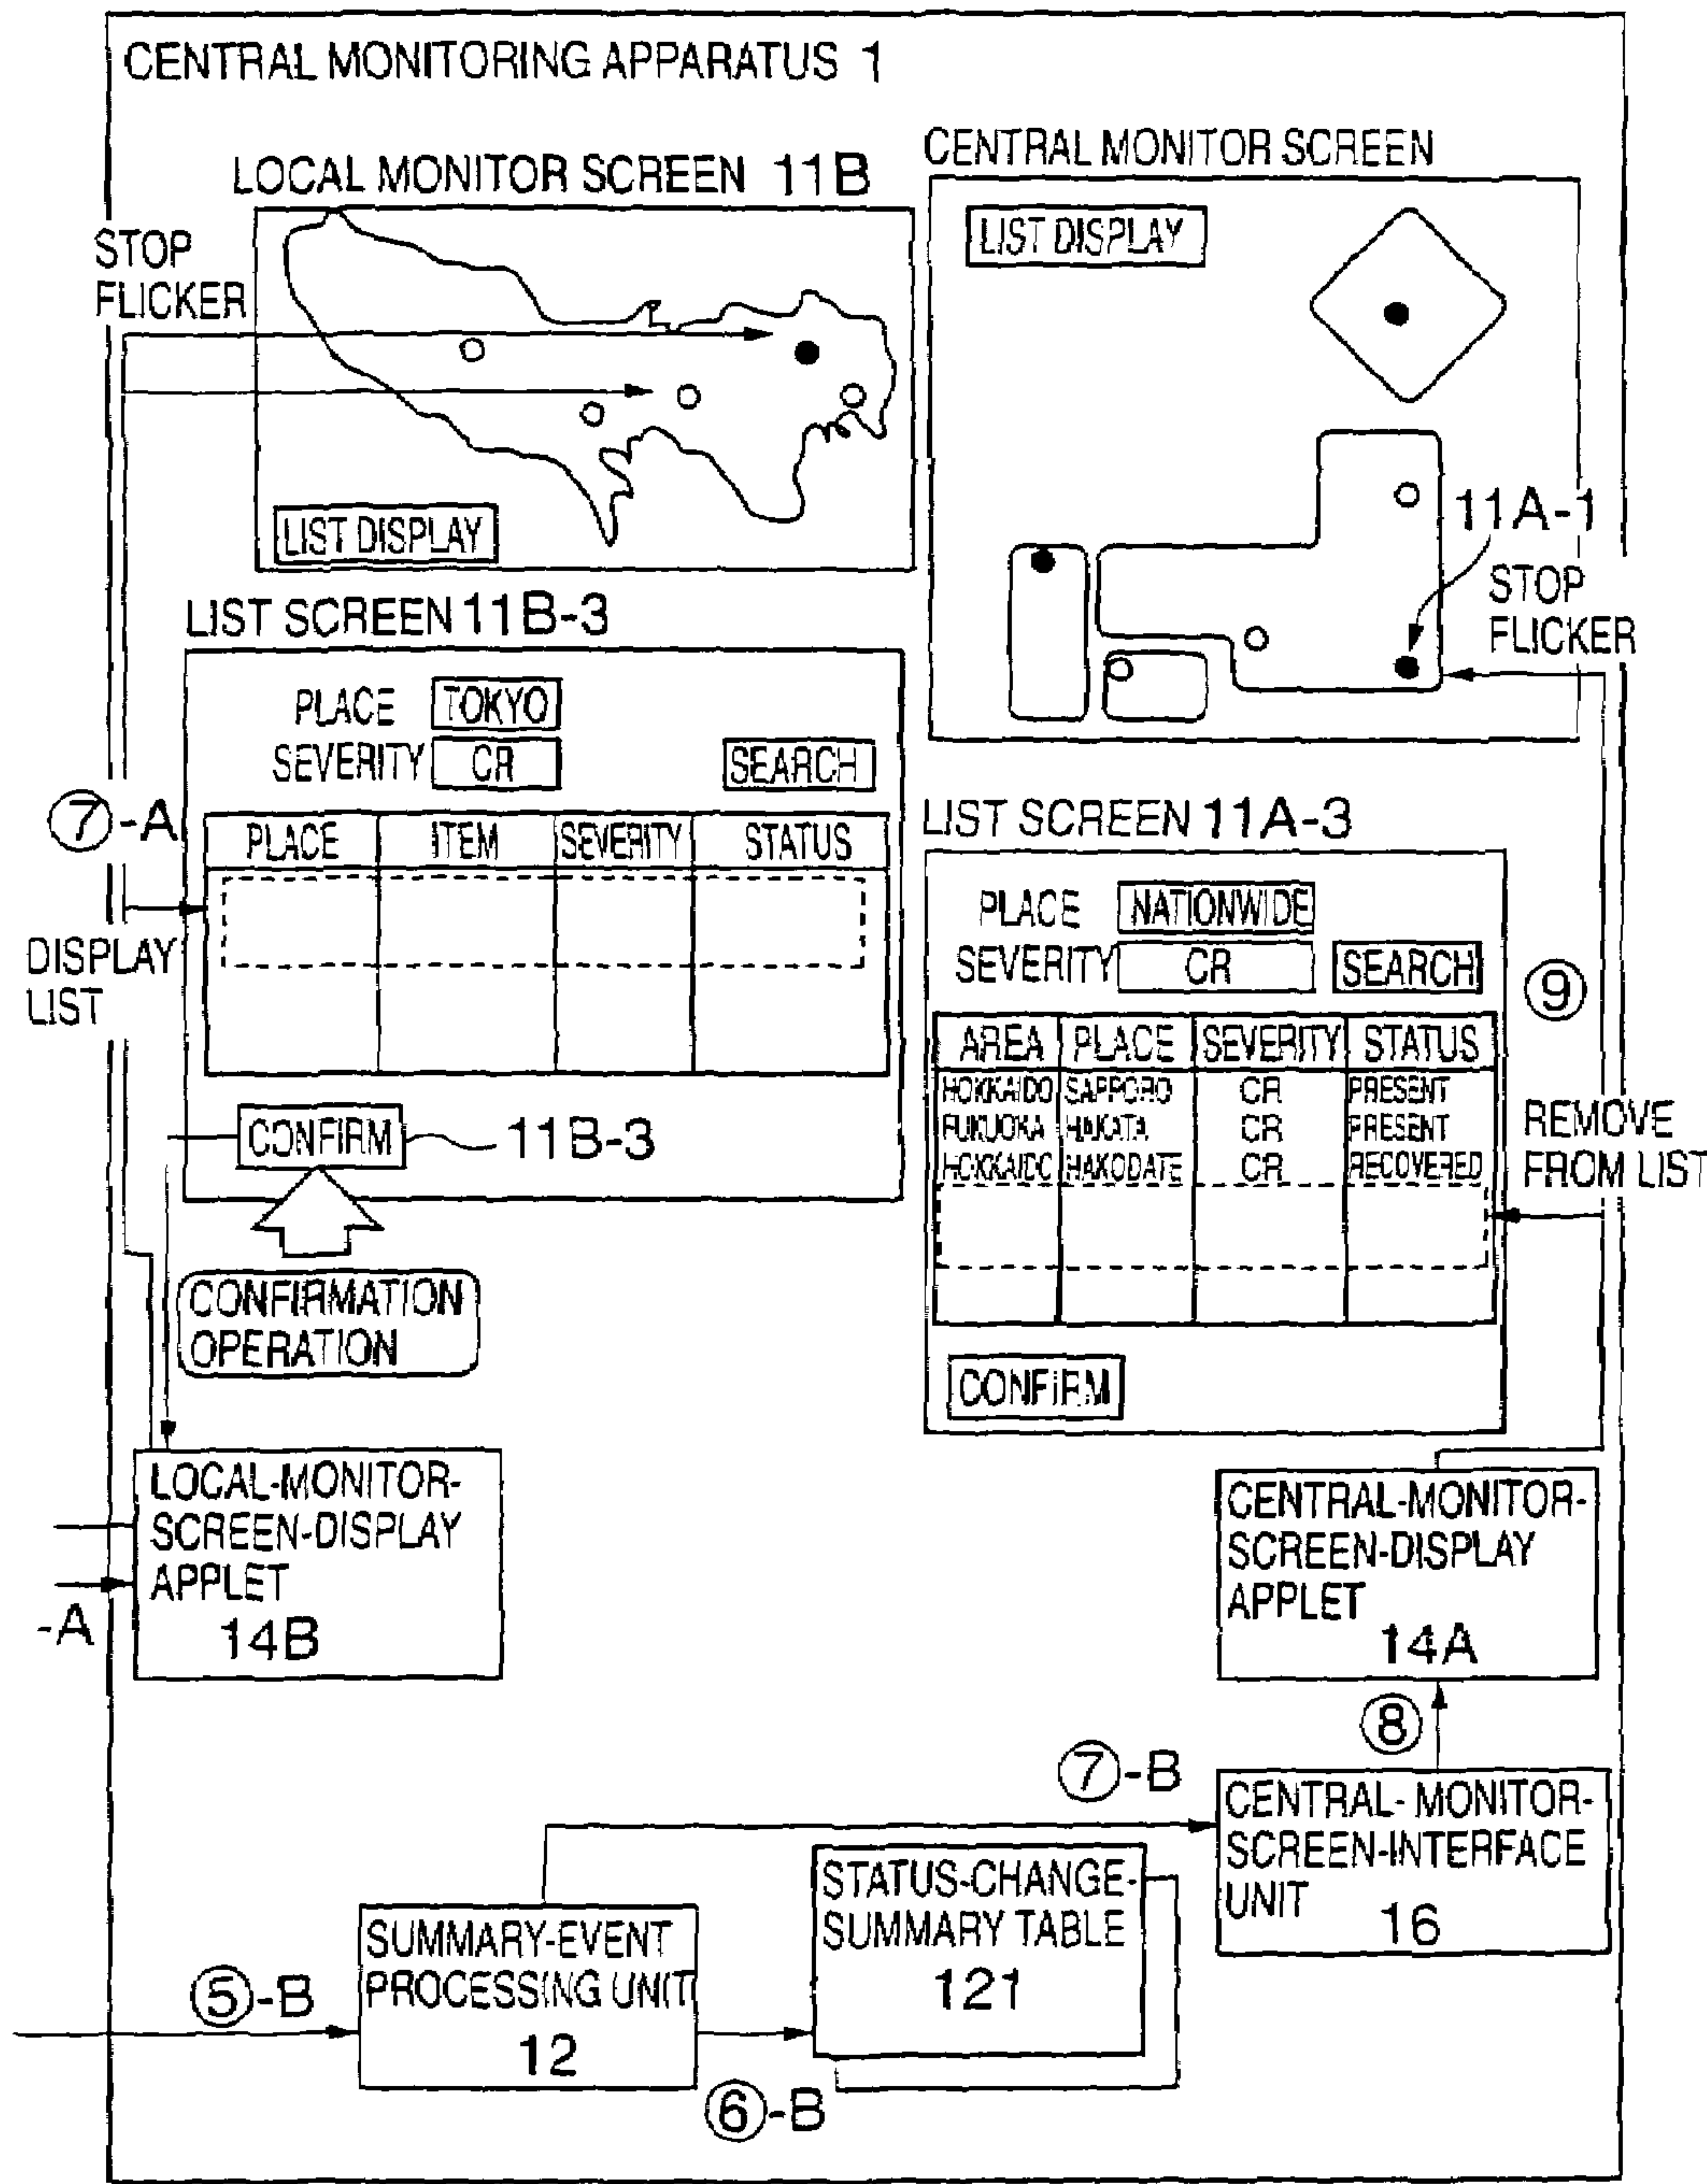 CENTRAL MONITORING APPARATUS 1
LOCAL MONITOR SCREEN 11B
STOP
FLICKER
LIST DISPLAY
CENTRAL MONITOR SCREEN
LIST DISPLAY
11A-1
STOP
FLICKER
LIST SCREEN 11B-3
PLACE TOKYO
SEVERITY CR SEARCH
⑦-A
PLACE ITEM SEVERITY STATUS
DISPLAY
LIST
CONFIRM 11B-3
CONFIRMATION
OPERATION
LIST SCREEN 11A-3
PLACE NATIONWIDE
SEVERITY CR SEARCH
⑨
AREA PLACE SEVERITY STATUS
HOKKAIDO SAPPORO CR PRESENT
FUKUOKA HAKATA CR PRESENT
HOKKAIDO HAKODATE CR RECOVERED
REMOVE
FROM LIST
CONFIRM
LOCAL-MONITOR-
SCREEN-DISPLAY
APPLET
14B
-A
CENTRAL-MONITOR-
SCREEN-DISPLAY
APPLET
14A
⑧
⑦-B
CENTRAL- MONITOR-
SCREEN-INTERFACE
UNIT
16
STATUS-CHANGE-
SUMMARY TABLE
121
SUMMARY-EVENT
PROCESSING UNIT
12
⑤-B
⑥-B